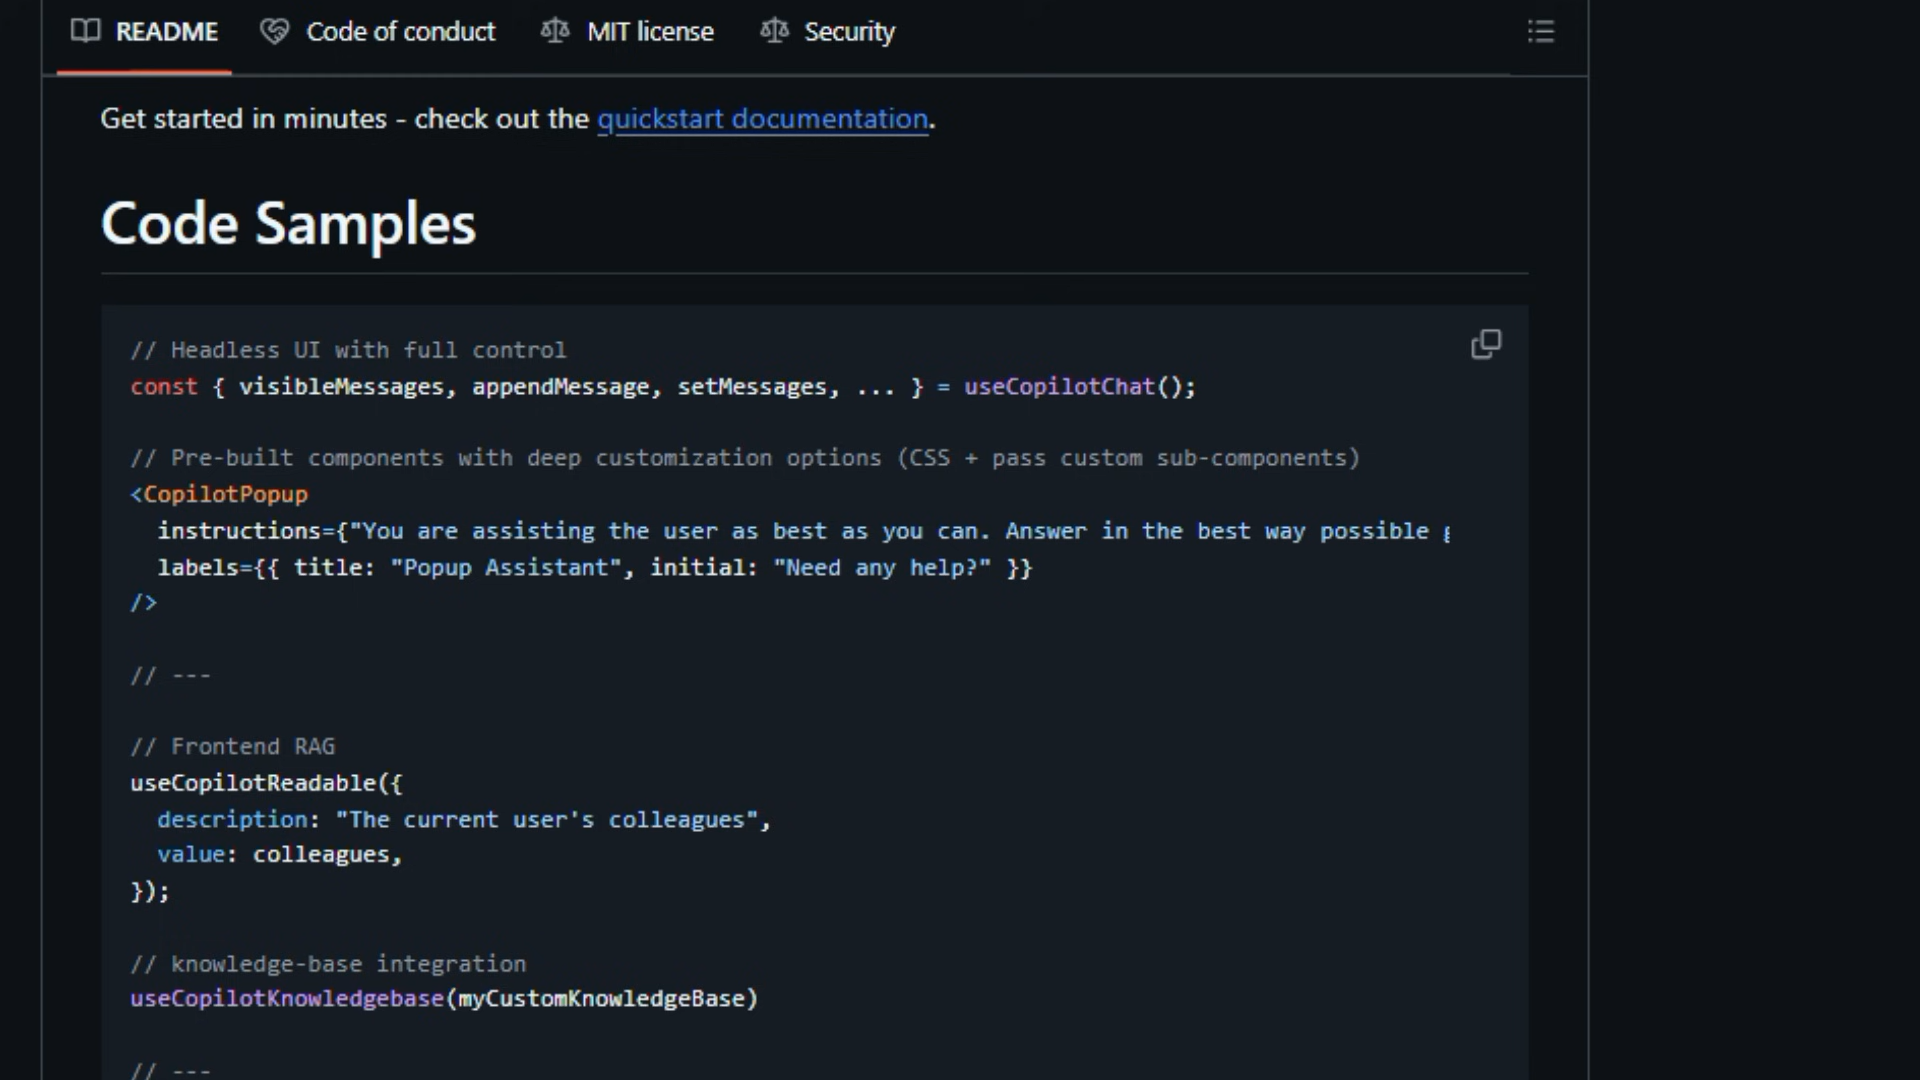 README Code of conduct MIT license Security
Get started in minutes - check out the quickstart documentation.
Code Samples
// Headless UI with full control
const { visibleMessages, appendMessage, setMessages, ... } = useCopilotChat();
// Pre-built components with deep customization options (CSS + pass custom sub-components)
<CopilotPopup
  instructions={"You are assisting the user as best as you can. Answer in the best way possible
  labels={{ title: "Popup Assistant", initial: "Need any help?" }}
/>
// ---
// Frontend RAG
useCopilotReadable({
  description: "The current user's colleagues",
  value: colleagues,
});
// knowledge-base integration
useCopilotKnowledgebase(myCustomKnowledgeBase)
// ---